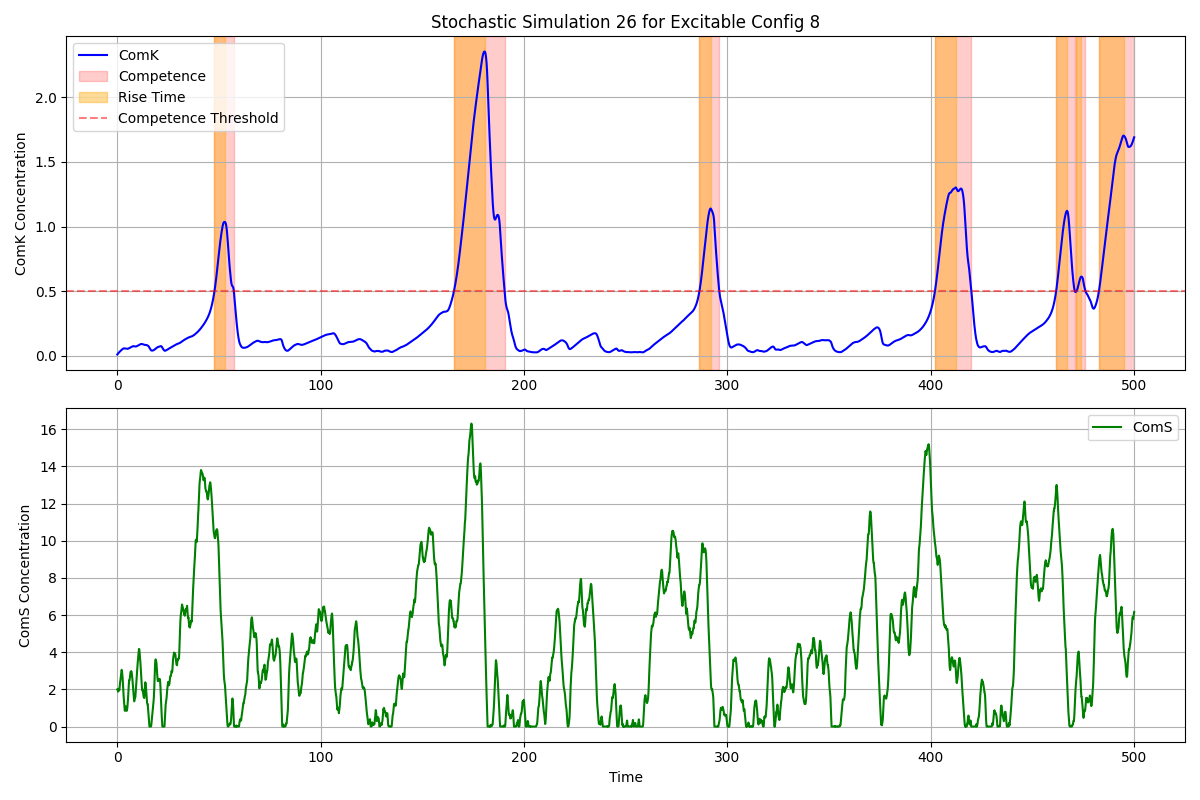 Stochastic Simulation 26 for Excitable Config 8
ComK
Competence
Rise Time
Competence Threshold
ComK Concentration
2.0
1.5
1.0
0.5
0.0
0 100 200 300 400 500
ComS
ComS Concentration
16
14
12
10
8
6
4
2
0
0 100 200 300 400 500
Time